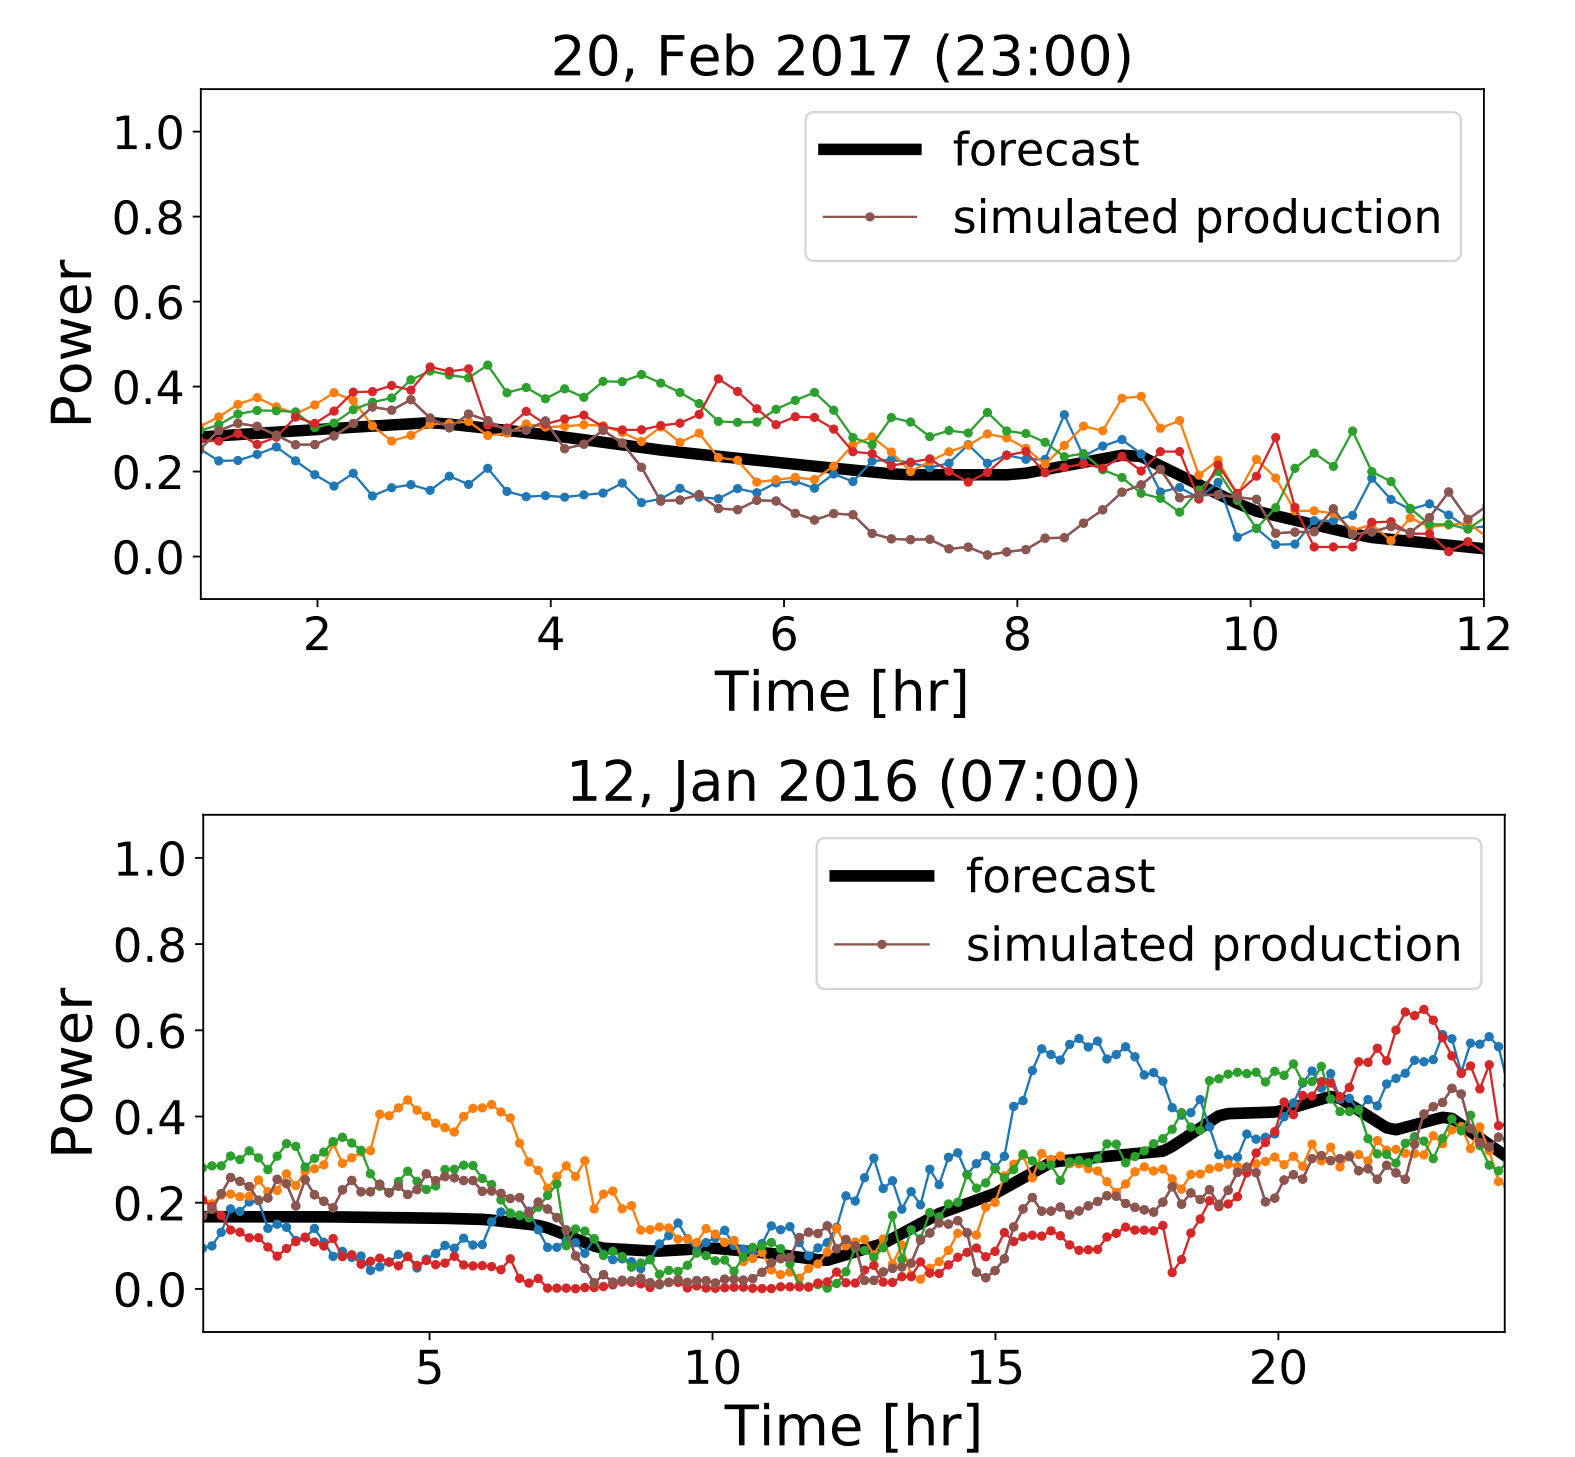 20, Feb 2017 (23:00)
1.0
0.8
0.6
0.4
0.2
0.0
Power
forecast
simulated production
2 4 6 8 10 12
Time [hr]
12, Jan 2016 (07:00)
1.0
0.8
0.6
0.4
0.2
0.0
Power
forecast
simulated production
5 10 15 20
Time [hr]